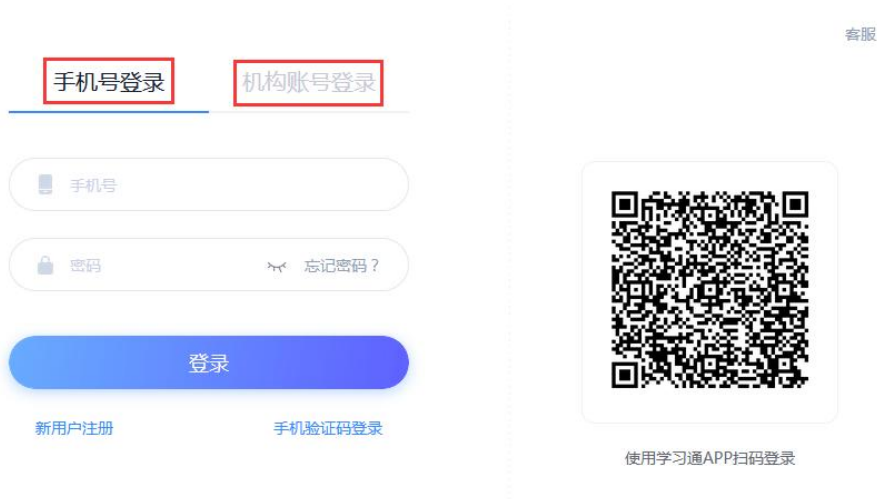 客服
手机号登录
机构账号登录
手机号
密码
忘记密码？
登录
新用户注册
手机验证码登录
使用学习通APP扫码登录